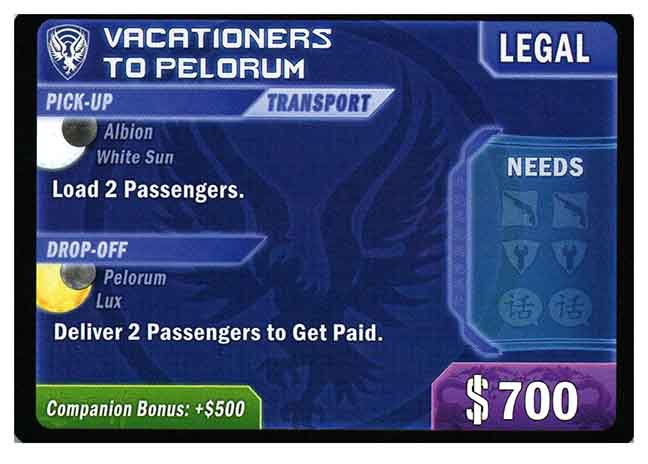 VACATIONERS
TO PELORUM
LEGAL
PICK-UP
TRANSPORT
Albion
White Sun
Load 2 Passengers.
NEEDS
话 话
DROP-OFF
Pelorum
Lux
Deliver 2 Passengers to Get Paid.
Companion Bonus: +$500
$700